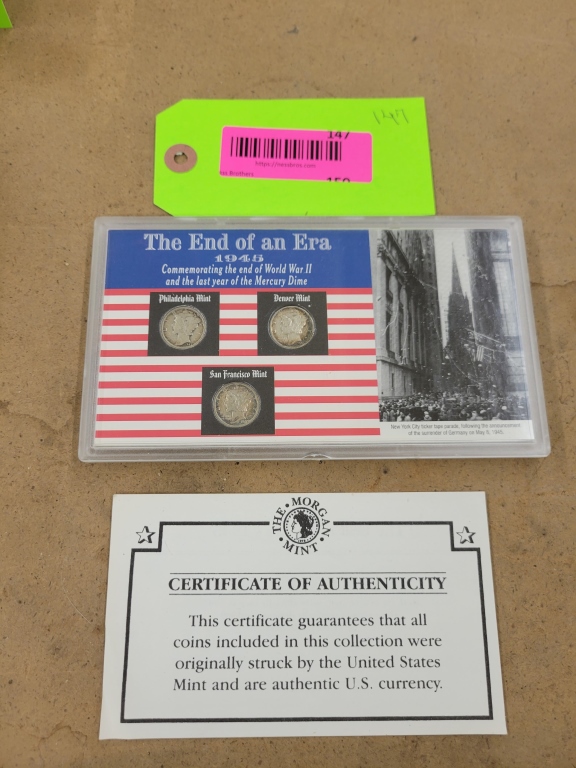 147
147
https://nosbros.com
Brothers
150
The End of an Era
1945
Commemorating the end of World War II
and the last year of the Mercury Dime
Philadelphia Mint
Denver Mint
San Francisco Mint
New York City ticker tape parade, following the announcement
of the surrender of Germany on May 8, 1945.
THE • MORGAN • MINT •
CERTIFICATE OF AUTHENTICITY
This certificate guarantees that all
coins included in this collection were
originally struck by the United States
Mint and are authentic U.S. currency.